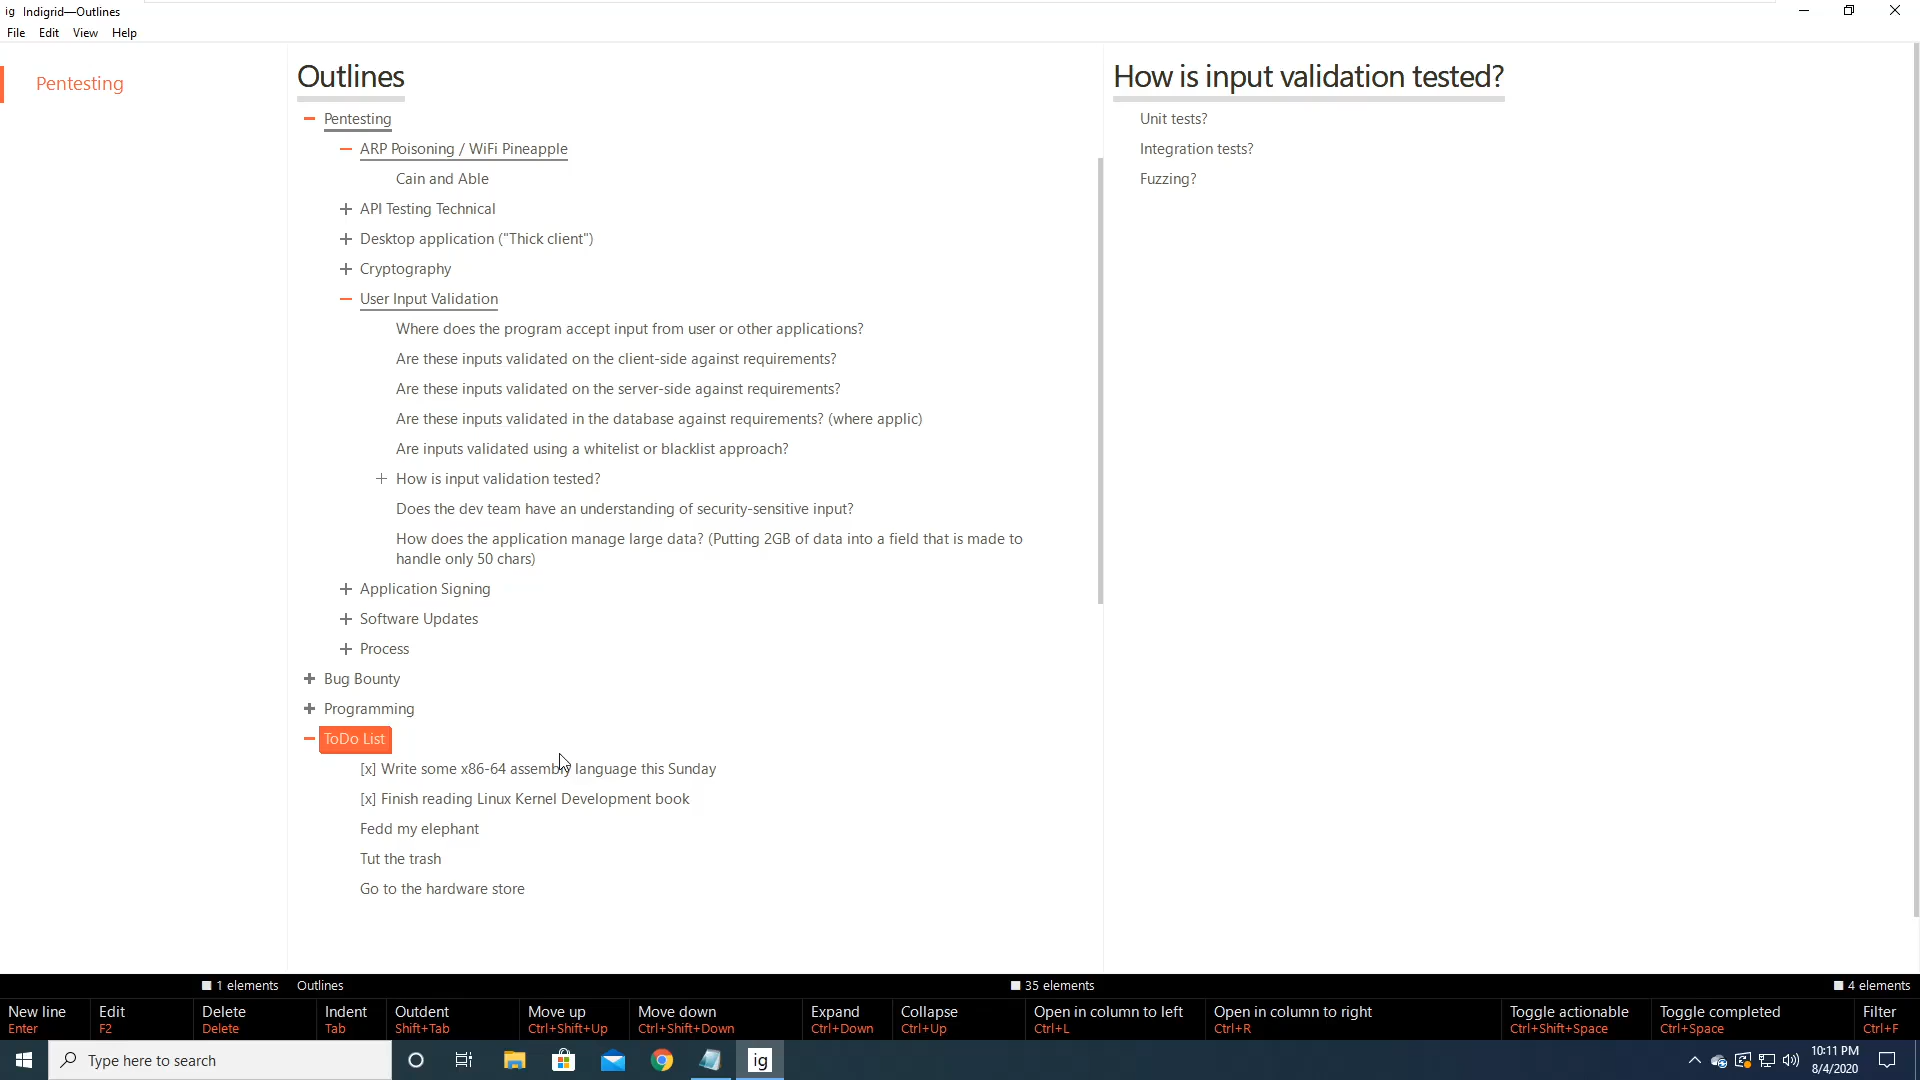 ig Indigrid—Outlines
File Edit View Help
Pentesting
Outlines
Pentesting
ARP Poisoning / WiFi Pineapple
Cain and Able
API Testing Technical
Desktop application ("Thick client")
Cryptography
User Input Validation
Where does the program accept input from user or other applications?
Are these inputs validated on the client-side against requirements?
Are these inputs validated on the server-side against requirements?
Are these inputs validated in the database against requirements? (where applic)
Are inputs validated using a whitelist or blacklist approach?
How is input validation tested?
Does the dev team have an understanding of security-sensitive input?
How does the application manage large data? (Putting 2GB of data into a field that is made to
handle only 50 chars)
Application Signing
Software Updates
Process
Bug Bounty
Programming
ToDo List
[x] Write some x86-64 assembly language this Sunday
[x] Finish reading Linux Kernel Development book
Fedd my elephant
Tut the trash
Go to the hardware store
How is input validation tested?
Unit tests?
Integration tests?
Fuzzing?
1 elements Outlines 35 elements 4 elements
New line Edit Delete Indent Outdent Move up Move down Expand Collapse Open in column to left Open in column to right Toggle actionable Toggle completed Filter
Enter F2 Delete Tab Shift+Tab Ctrl+Shift+Up Ctrl+Shift+Down Ctrl+Down Ctrl+Up Ctrl+L Ctrl+R Ctrl+Shift+Space Ctrl+Space Ctrl+F
Type here to search
ig
10:11 PM
8/4/2020